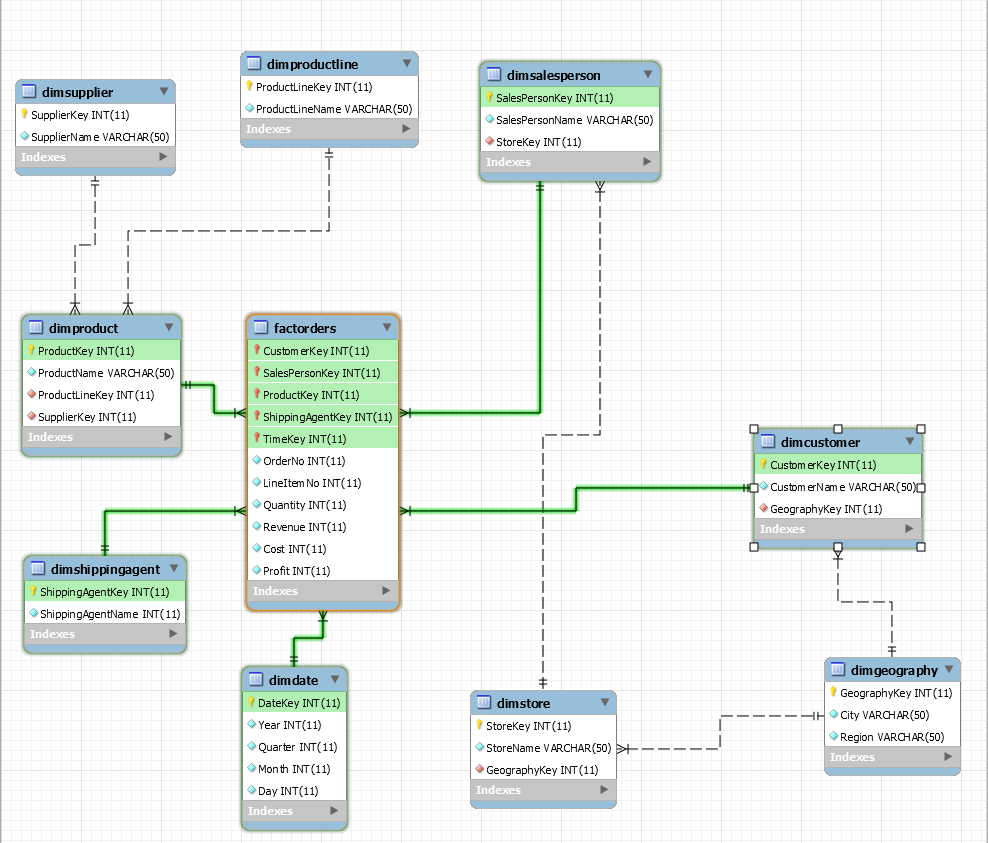 dimsupplier
SupplierKey INT(11)
SupplierName VARCHAR(50)
Indexes
dimproductline
ProductLineKey INT(11)
ProductLineName VARCHAR(50)
Indexes
dimsalesperson
SalesPersonKey INT(11)
SalesPersonName VARCHAR(50)
StoreKey INT(11)
Indexes
dimproduct
ProductKey INT(11)
ProductName VARCHAR(50)
ProductLineKey INT(11)
SupplierKey INT(11)
Indexes
factorders
CustomerKey INT(11)
SalesPersonKey INT(11)
ProductKey INT(11)
ShippingAgentKey INT(11)
TimeKey INT(11)
OrderNo INT(11)
LineItemNo INT(11)
Quantity INT(11)
Revenue INT(11)
Cost INT(11)
Profit INT(11)
Indexes
dimcustomer
CustomerKey INT(11)
CustomerName VARCHAR(50)
GeographyKey INT(11)
Indexes
dimshippingagent
ShippingAgentKey INT(11)
ShippingAgentName INT(11)
Indexes
dimdate
DateKey INT(11)
Year INT(11)
Quarter INT(11)
Month INT(11)
Day INT(11)
Indexes
dimstore
StoreKey INT(11)
StoreName VARCHAR(50)
GeographyKey INT(11)
Indexes
dimgeography
GeographyKey INT(11)
City VARCHAR(50)
Region VARCHAR(50)
Indexes